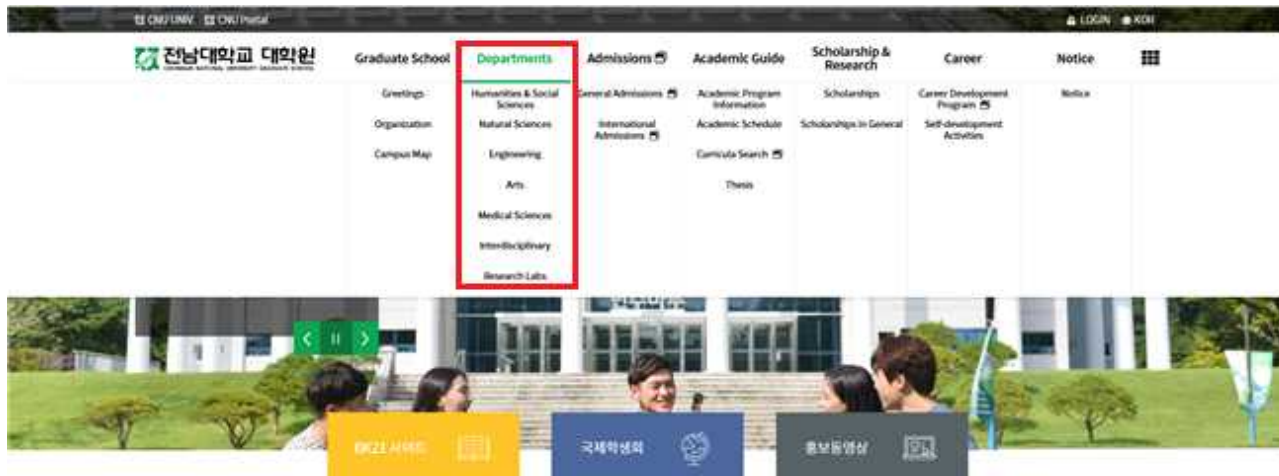 CNU UNIV. CNU Portal LOGIN KOR
전남대학교 대학원
Graduate School Departments Admissions Academic Guide Scholarship & Research Career Notice
Greetings Humanities & Social Sciences General Admissions Academic Program Information Scholarships Career Development Program Notice
Organization Natural Sciences International Admissions Academic Schedule Scholarships in General Self-development Activities
Campus Map Engineering Curricula Search
Arts Thesis
Medical Sciences
Interdisciplinary
Research Labs
BK21 사이트 국제학생회 홍보동영상